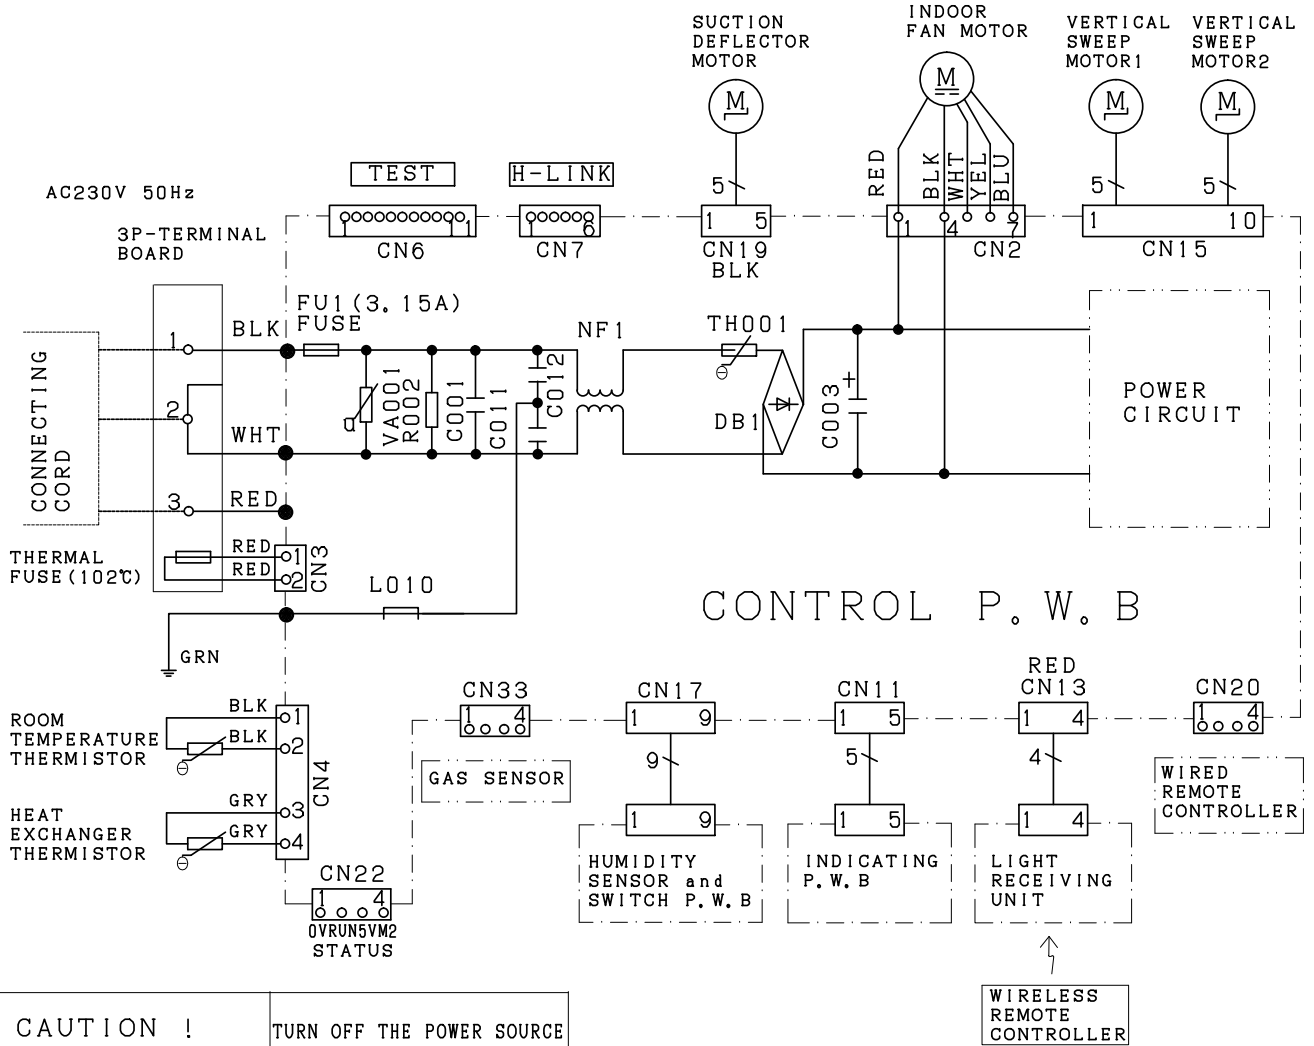 SUCTION
DEFLECTOR
MOTOR
INDOOR
FAN MOTOR
VERTICAL
SWEEP
MOTOR1
VERTICAL
SWEEP
MOTOR2
M
M
M
M
RED
BLK
WHT
YEL
BLU
5
5
5
TEST
H-LINK
AC230V 50Hz
1 11
CN6
1 6
CN7
1 5
CN19
BLK
1 4 7
CN2
1 10
CN15
3P-TERMINAL
BOARD
FU1(3.15A)
FUSE
NF1
TH001
CONNECTING
CORD
1
BLK
2
WHT
3
RED
VA001
R002
C001
C011
C012
DB1
C003
+
POWER
CIRCUIT
THERMAL
FUSE(102℃)
RED
RED
1
2
CN3
L010
GRN
CONTROL P.W.B
ROOM
TEMPERATURE
THERMISTOR
BLK
BLK
HEAT
EXCHANGER
THERMISTOR
GRY
GRY
1
2
3
4
CN4
CN33
1 4
GAS SENSOR
CN17
1 9
9
1 9
HUMIDITY
SENSOR and
SWITCH P.W.B
CN11
1 5
5
1 5
INDICATING
P.W.B
RED
CN13
1 4
4
1 4
LIGHT
RECEIVING
UNIT
CN20
1 4
WIRED
REMOTE
CONTROLLER
CN22
1 4
0VRUN5VM2
STATUS
WIRELESS
REMOTE
CONTROLLER
CAUTION !
TURN OFF THE POWER SOURCE